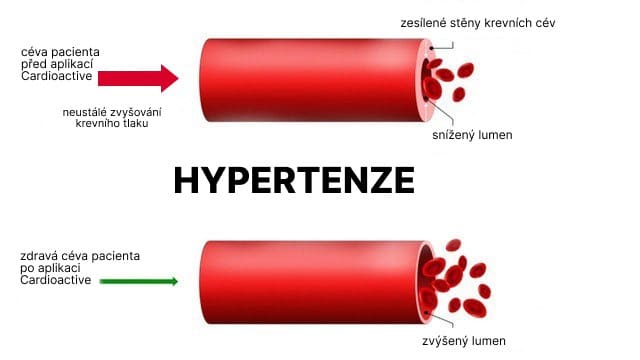 zesílené stěny krevních cév
céva pacienta
před aplikací
Cardioactive
neustálé zvyšování
krevního tlaku
snížený lumen
HYPERTENZE
zdravá céva pacienta
po aplikaci
Cardioactive
zvýšený lumen